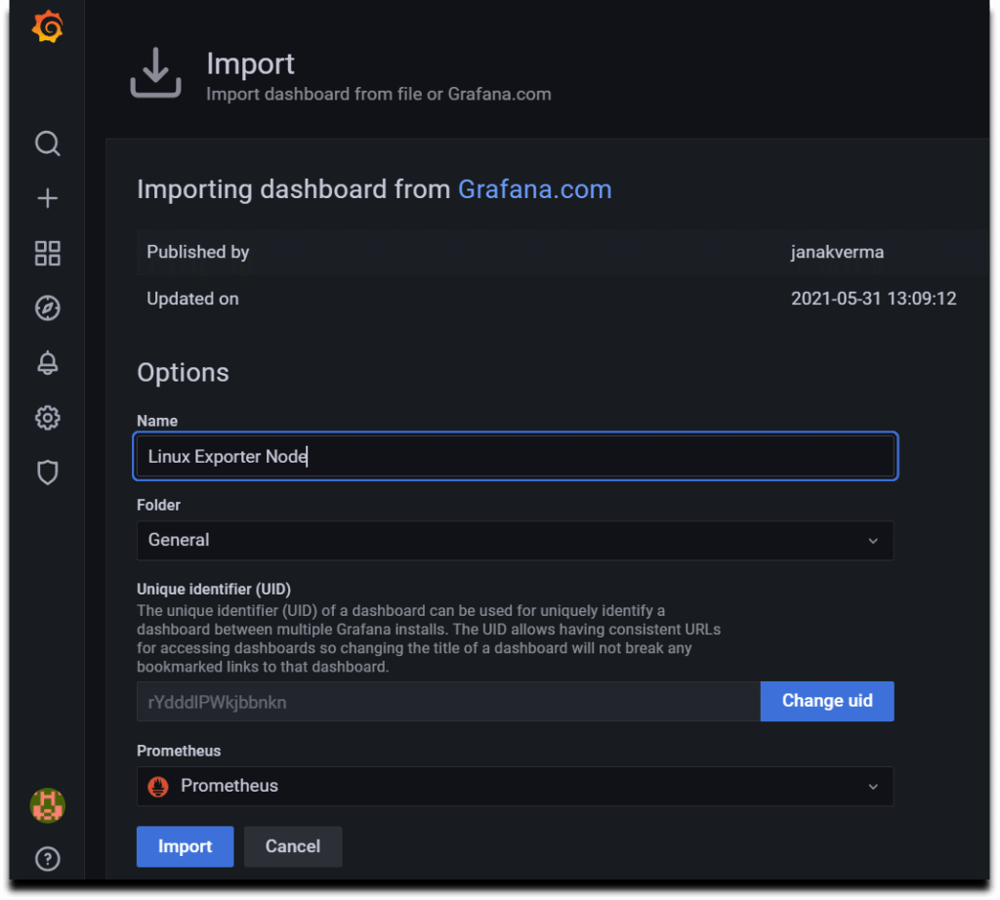 Import
Import dashboard from file or Grafana.com
Importing dashboard from Grafana.com
Published by janakverma
Updated on 2021-05-31 13:09:12
Options
Name
Linux Exporter Node
Folder
General
Unique identifier (UID)
The unique identifier (UID) of a dashboard can be used for uniquely identify a
dashboard between multiple Grafana installs. The UID allows having consistent URLs
for accessing dashboards so changing the title of a dashboard will not break any
bookmarked links to that dashboard.
rYdddlPWkjbbnkn
Change uid
Prometheus
Prometheus
Import Cancel